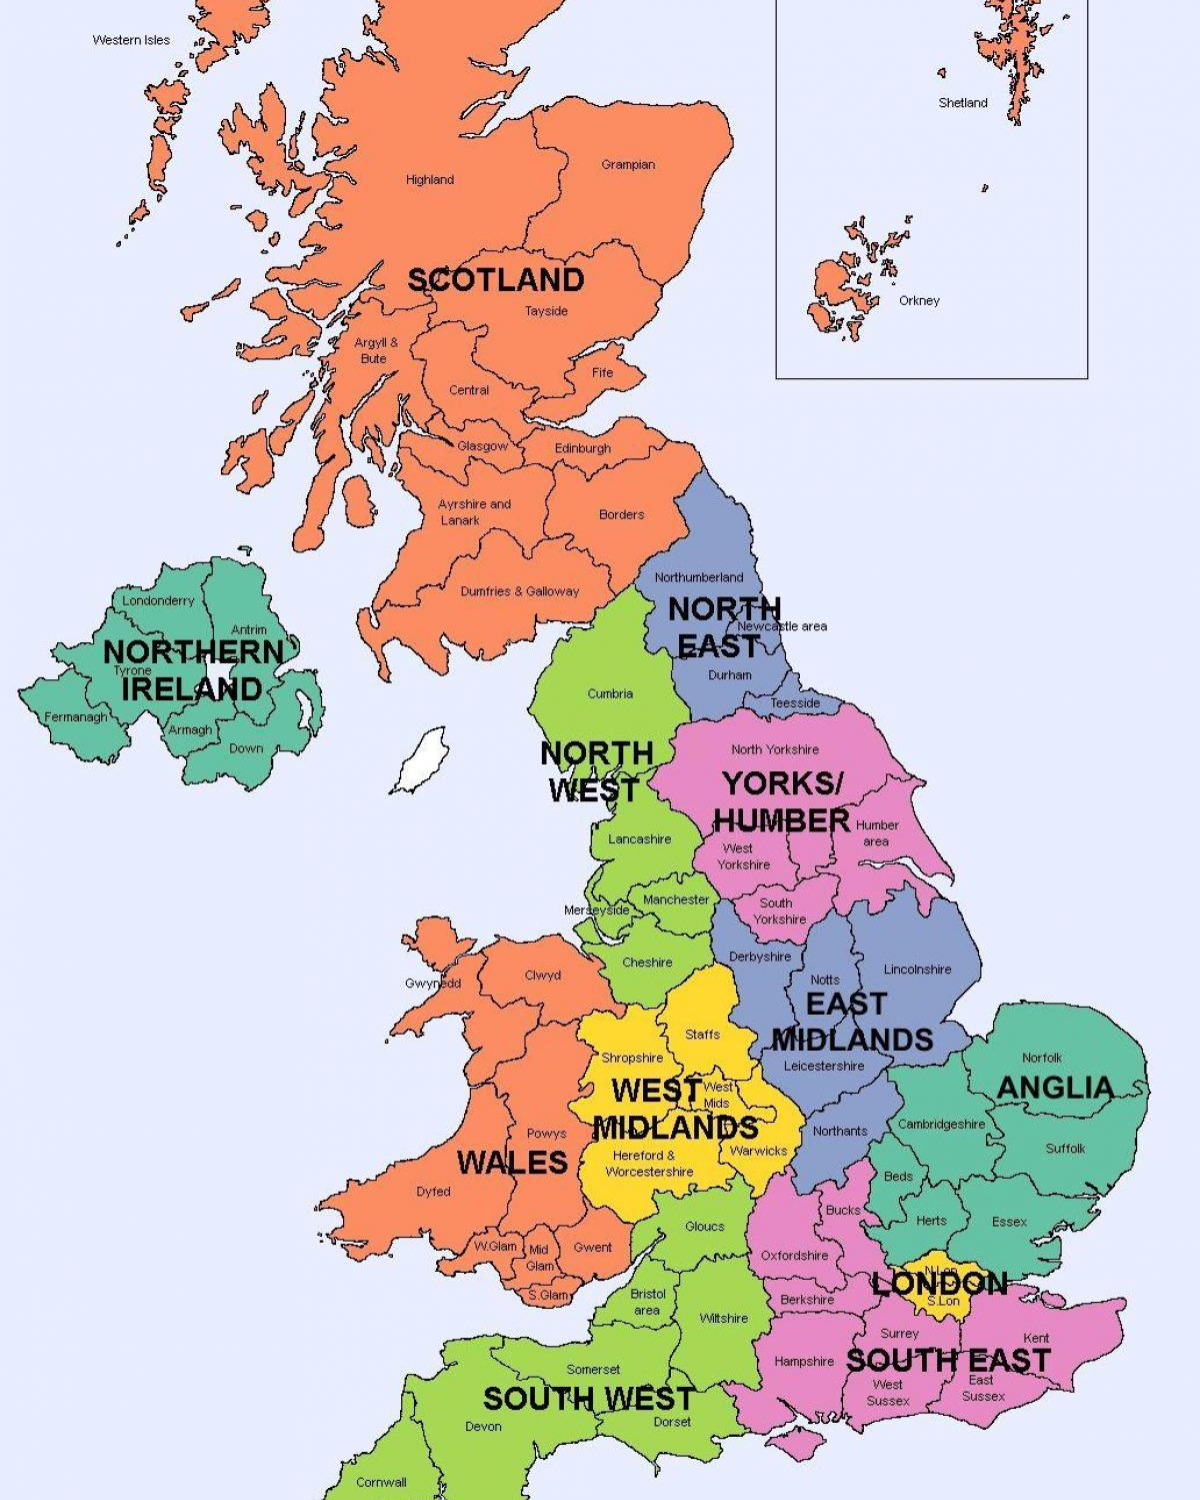 Western Isles
Shetland
Grampian
Highland
SCOTLAND
Orkney
Tayside
Argyll &
Bute
Fife
Central
Glasgow
Edinburgh
Ayrshire and
Lanark
Borders
Northumberland
Dumfries & Galloway
Londonderry
NORTH
EAST
Newcastle area
Antrim
NORTHERN
IRELAND
Tyrone
Durham
Cumbria
Teesside
Fermanagh
Armagh
Down
NORTH
WEST
North Yorkshire
YORKS/
HUMBER
Humber
area
Lancashire
West
Yorkshire
Manchester
Merseyside
South
Yorkshire
Derbyshire
Cheshire
Lincolnshire
Clwyd
Notts
Gwynedd
EAST
MIDLANDS
Staffs
Shropshire
Norfolk
Leicestershire
ANGLIA
WEST
MIDLANDS
West
Mids
Cambridgeshire
Northants
Powys
Suffolk
Warwicks
Hereford &
Worcestershire
WALES
Beds
Dyfed
Bucks
Herts
Essex
Gloucs
W.Glam
Mid
Glam
Gwent
Oxfordshire
N.Lon
LONDON
S.Lon
S.Glam
Bristol
area
Berkshire
Wiltshire
Surrey
Kent
Hampshire
SOUTH EAST
Somerset
West
Sussex
East
Sussex
SOUTH WEST
Devon
Dorset
Cornwall